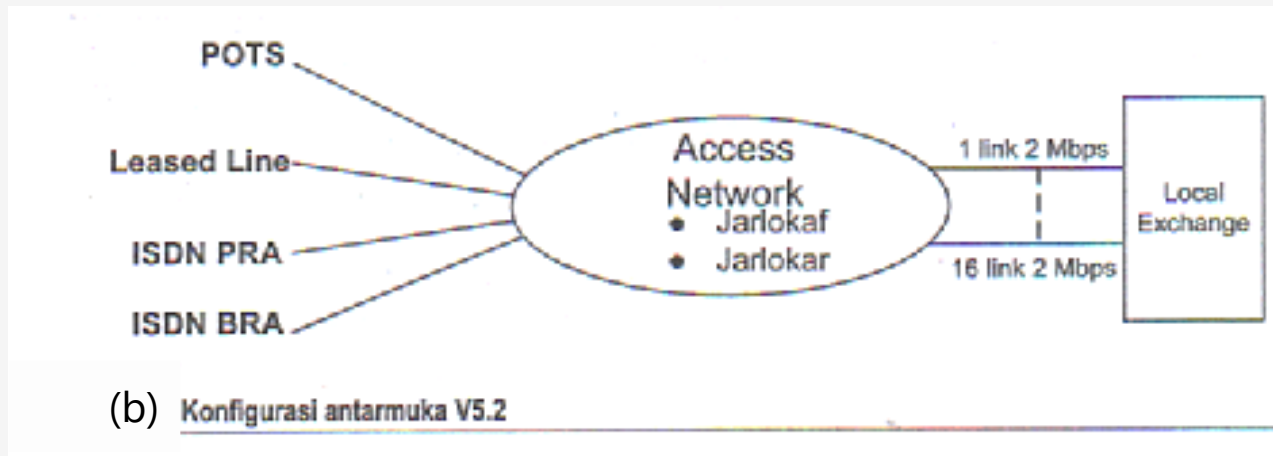 POTS
Leased Line
ISDN PRA
ISDN BRA
Access
Network
● Jarlokaf
● Jarlokar
1 link 2 Mbps
16 link 2 Mbps
Local
Exchange
(b) Konfigurasi antarmuka V5.2